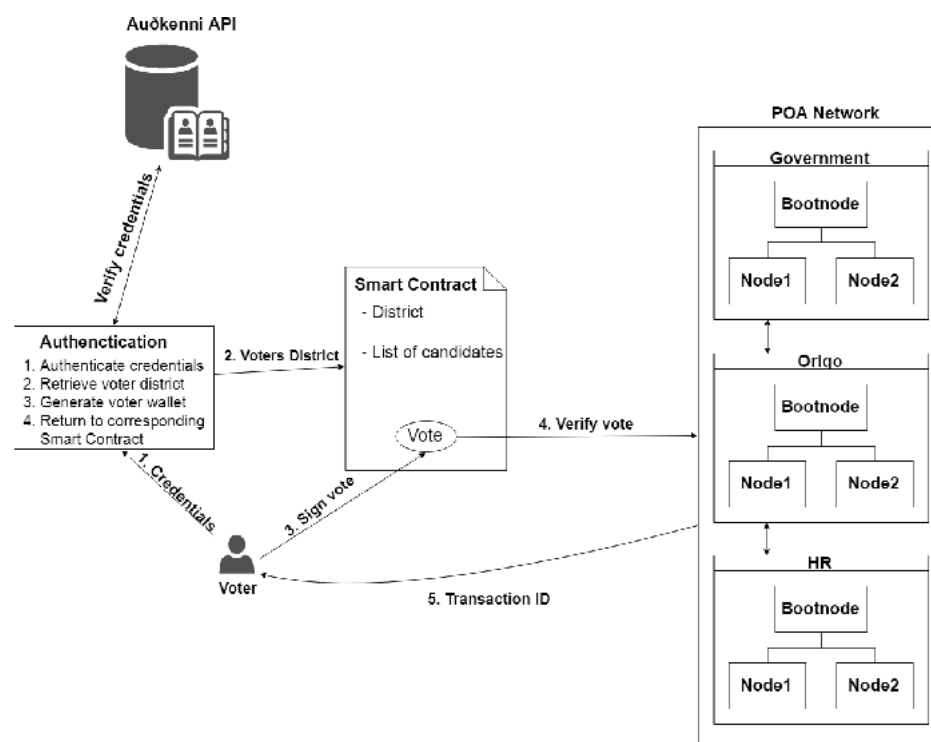 Auðkenni API
POA Network
Government
Bootnode
Node1
Node2
Verify credentials
Smart Contract
- District
- List of candidates
Vote
Authenctication
1. Authenticate credentials
2. Retrieve voter district
3. Generate voter wallet
4. Return to corresponding
Smart Contract
2. Voters District
4. Verify vote
Origo
Bootnode
Node1
Node2
1. Credentials
3. Sign vote
Voter
5. Transaction ID
HR
Bootnode
Node1
Node2